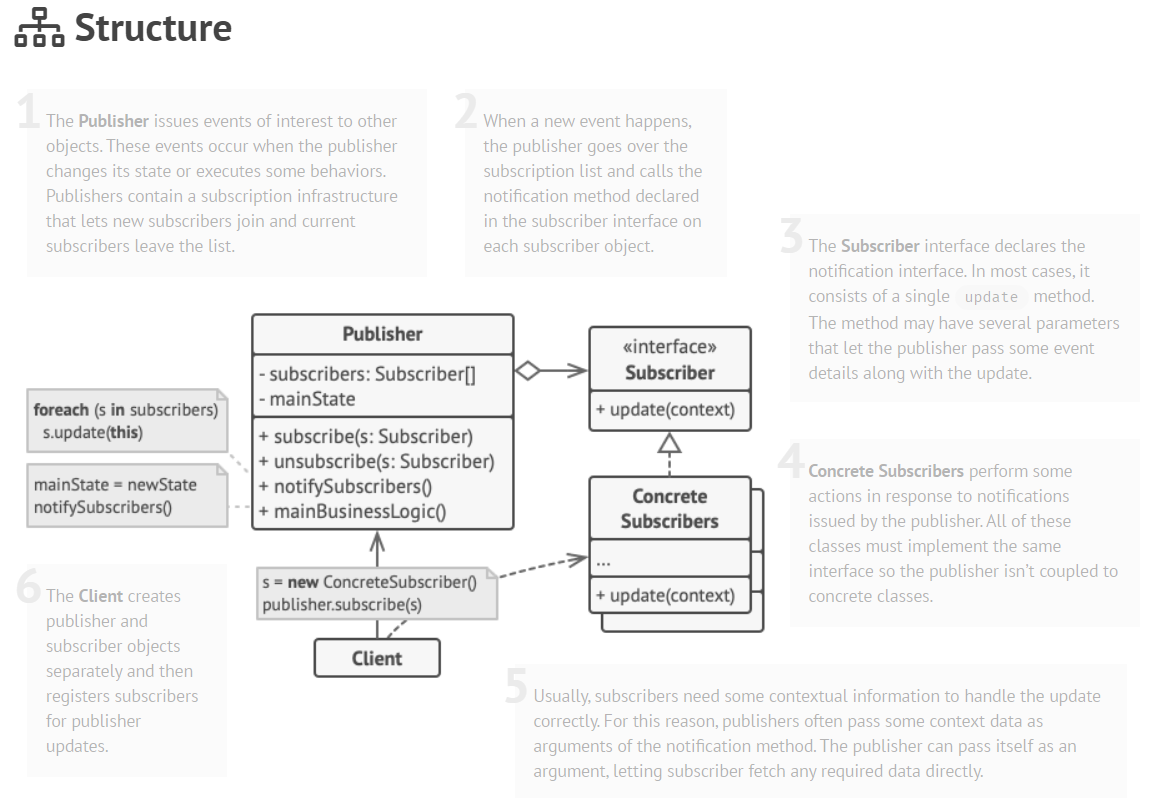 Structure
1
The Publisher issues events of interest to other
objects. These events occur when the publisher
changes its state or executes some behaviors.
Publishers contain a subscription infrastructure
that lets new subscribers join and current
subscribers leave the list.
2
When a new event happens,
the publisher goes over the
subscription list and calls the
notification method declared
in the subscriber interface on
each subscriber object.
3
The Subscriber interface declares the
notification interface. In most cases, it
consists of a single update method.
The method may have several parameters
that let the publisher pass some event
details along with the update.
Publisher
- subscribers: Subscriber[]
- mainState
+ subscribe(s: Subscriber)
+ unsubscribe(s: Subscriber)
+ notifySubscribers()
+ mainBusinessLogic()
«interface»
Subscriber
+ update(context)
foreach (s in subscribers)
s.update(this)
mainState = newState
notifySubscribers()
Concrete
Subscribers
...
+ update(context)
4
Concrete Subscribers perform some
actions in response to notifications
issued by the publisher. All of these
classes must implement the same
interface so the publisher isn't coupled to
concrete classes.
s = new ConcreteSubscriber()
publisher.subscribe(s)
Client
6
The Client creates
publisher and
subscriber objects
separately and then
registers subscribers
for publisher
updates.
5
Usually, subscribers need some contextual information to handle the update
correctly. For this reason, publishers often pass some context data as
arguments of the notification method. The publisher can pass itself as an
argument, letting subscriber fetch any required data directly.